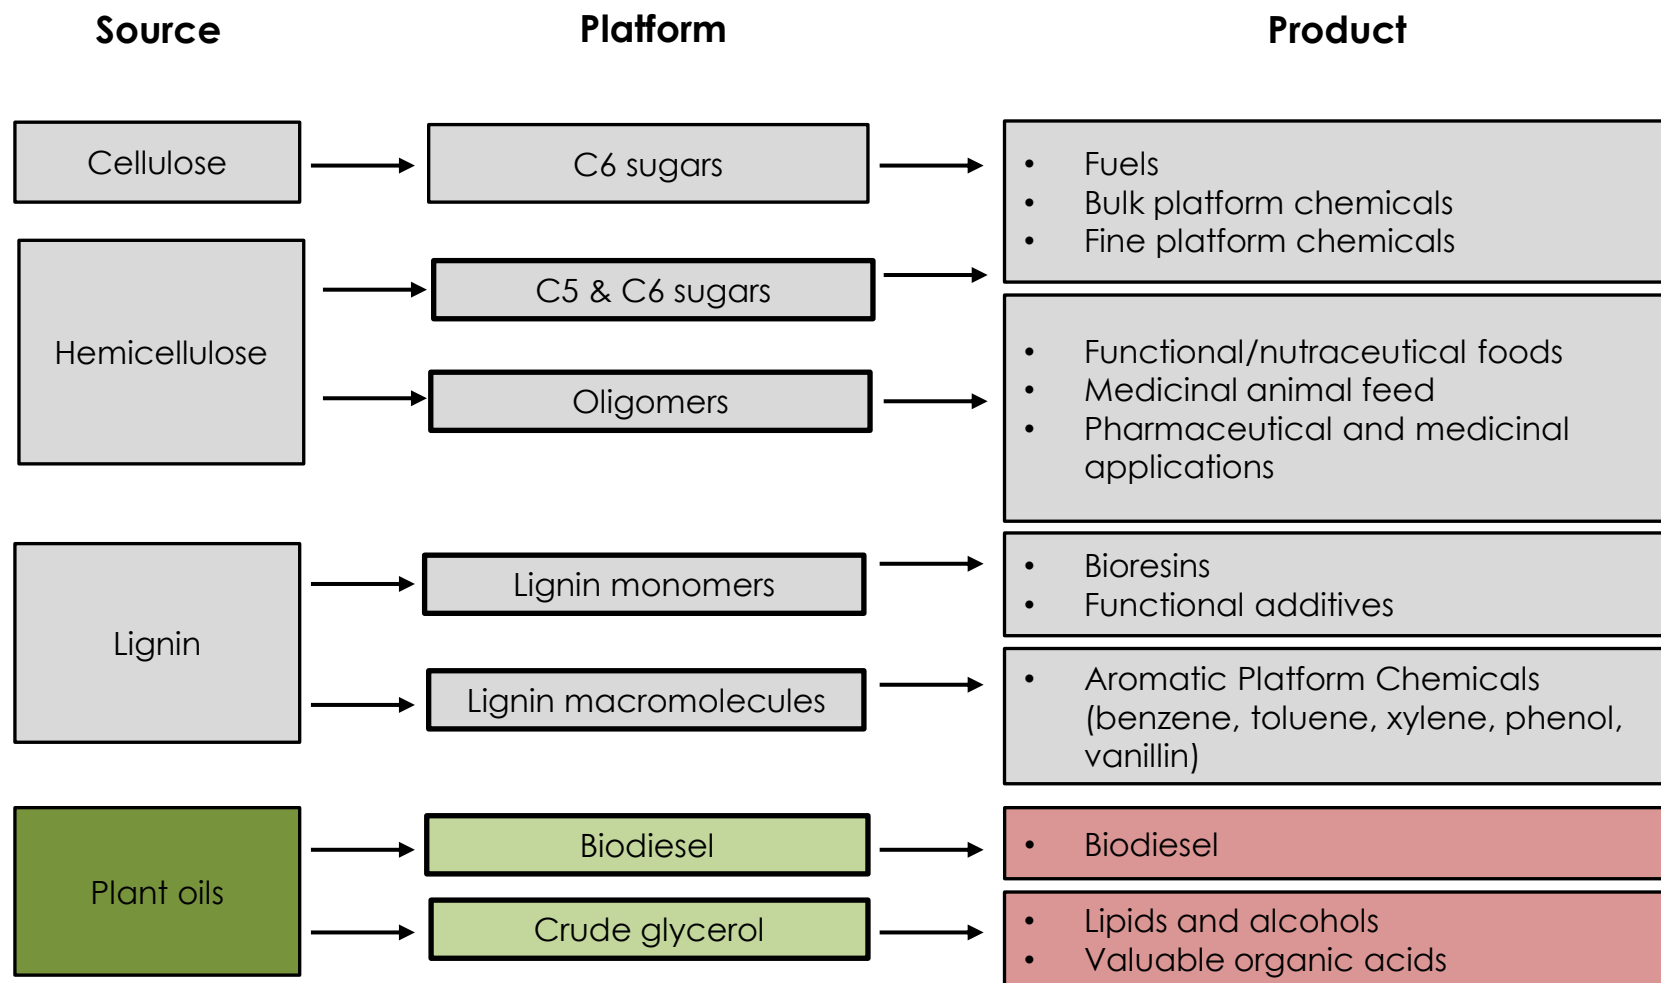 Source
Platform
Product
Cellulose
C6 sugars
• Fuels
• Bulk platform chemicals
• Fine platform chemicals
Hemicellulose
C5 & C6 sugars
Oligomers
• Functional/nutraceutical foods
• Medicinal animal feed
• Pharmaceutical and medicinal
applications
Lignin
Lignin monomers
• Bioresins
• Functional additives
Lignin macromolecules
• Aromatic Platform Chemicals
(benzene, toluene, xylene, phenol,
vanillin)
Plant oils
Biodiesel
• Biodiesel
Crude glycerol
• Lipids and alcohols
• Valuable organic acids